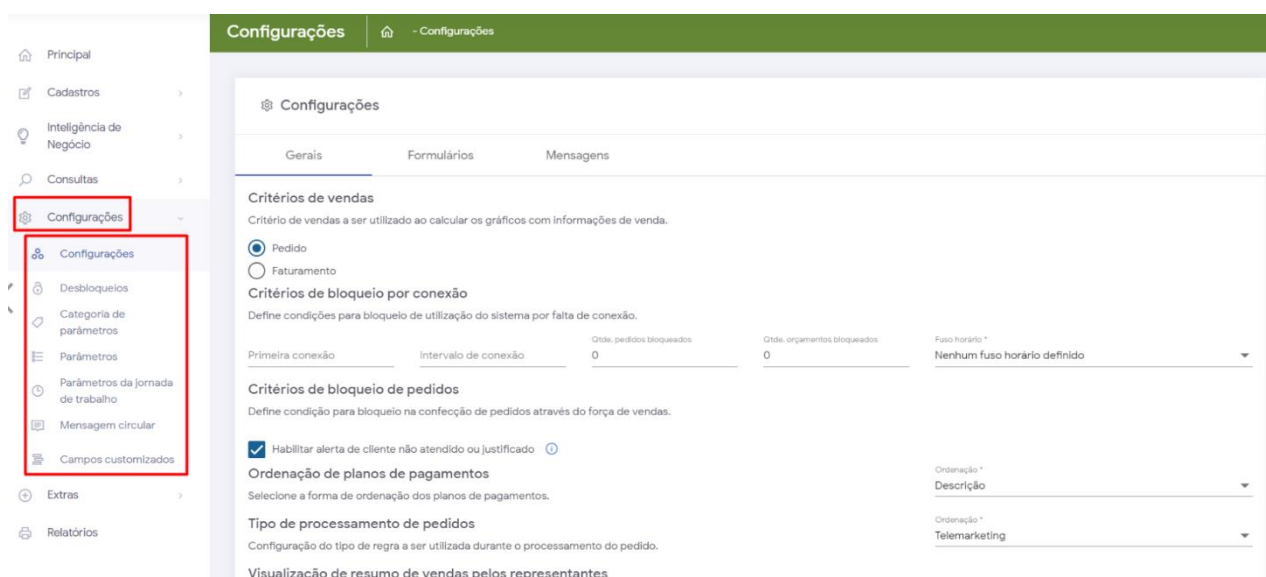 Configurações
- Configurações
Principal
Cadastros
Inteligência de
Negócio
Consultas
Configurações
Configurações
Desbloqueios
Categoria de
parâmetros
Parâmetros
Parâmetros da jornada
de trabalho
Mensagem circular
Campos customizados
Extras
Relatórios
Configurações
Gerais Formulários Mensagens
Critérios de vendas
Critério de vendas a ser utilizado ao calcular os gráficos com informações de venda.
Pedido
Faturamento
Critérios de bloqueio por conexão
Define condições para bloqueio de utilização do sistema por falta de conexão.
Qtde. pedidos bloqueados Qtde. orçamentos bloqueados Fuso horário *
Primeira conexão Intervalo de conexão 0 0 Nenhum fuso horário definido
Critérios de bloqueio de pedidos
Define condição para bloqueio na confecção de pedidos através do força de vendas.
Habilitar alerta de cliente não atendido ou justificado
Ordenação de planos de pagamentos
Selecione a forma de ordenação dos planos de pagamentos.
Ordenação *
Descrição
Tipo de processamento de pedidos
Configuração do tipo de regra a ser utilizada durante o processamento do pedido.
Ordenação *
Telemarketing
Visualização de resumo de vendas pelos representantes